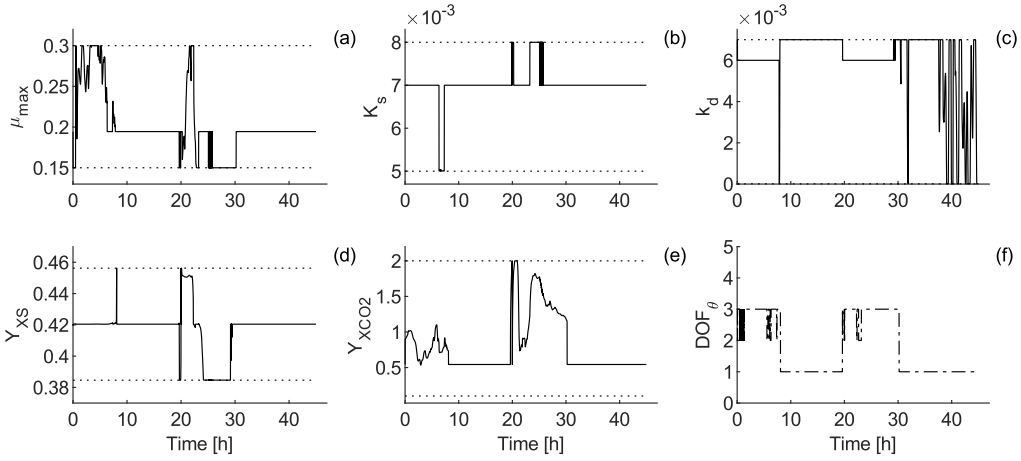 (a)
μmax
0.3
0.25
0.2
0.15
0 10 20 30 40
× 10⁻³
(b)
Ks
8
7
6
5
0 10 20 30 40
× 10⁻³
(c)
kd
6
4
2
0
0 10 20 30 40
(d)
YXS
0.46
0.44
0.42
0.4
0.38
0 10 20 30 40
Time [h]
(e)
YXCO2
2
1.5
1
0.5
0 10 20 30 40
Time [h]
(f)
DOFθ
5
4
3
2
1
0
0 10 20 30 40
Time [h]